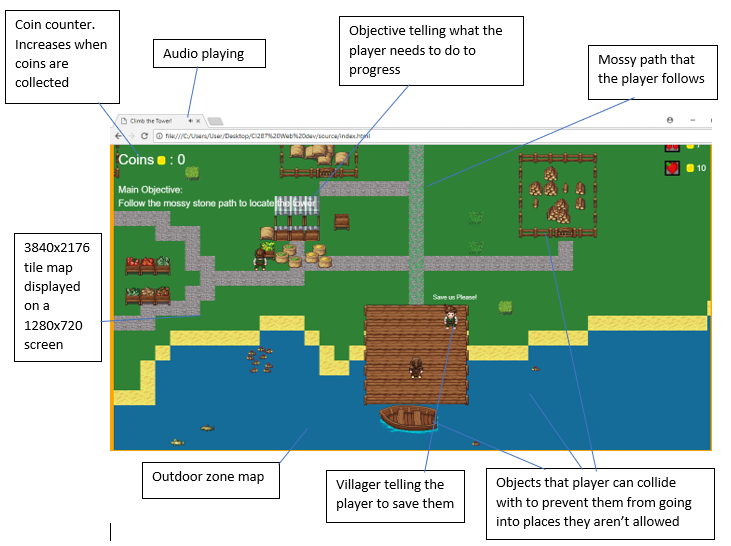 Coin counter.
Increases when
coins are
collected
Audio playing
Objective telling what the
player needs to do to
progress
Mossy path that
the player follows
Climb the Tower!
file:///C:/Users/User/Desktop/CI287%20Web%20dev/source/index.html
Coins : 0
10
Main Objective:
Follow the mossy stone path to locate the tower
3840x2176
tile map
displayed
on a
1280x720
screen
Save us Please!
Outdoor zone map
Villager telling the
player to save them
Objects that player can collide
with to prevent them from going
into places they aren’t allowed